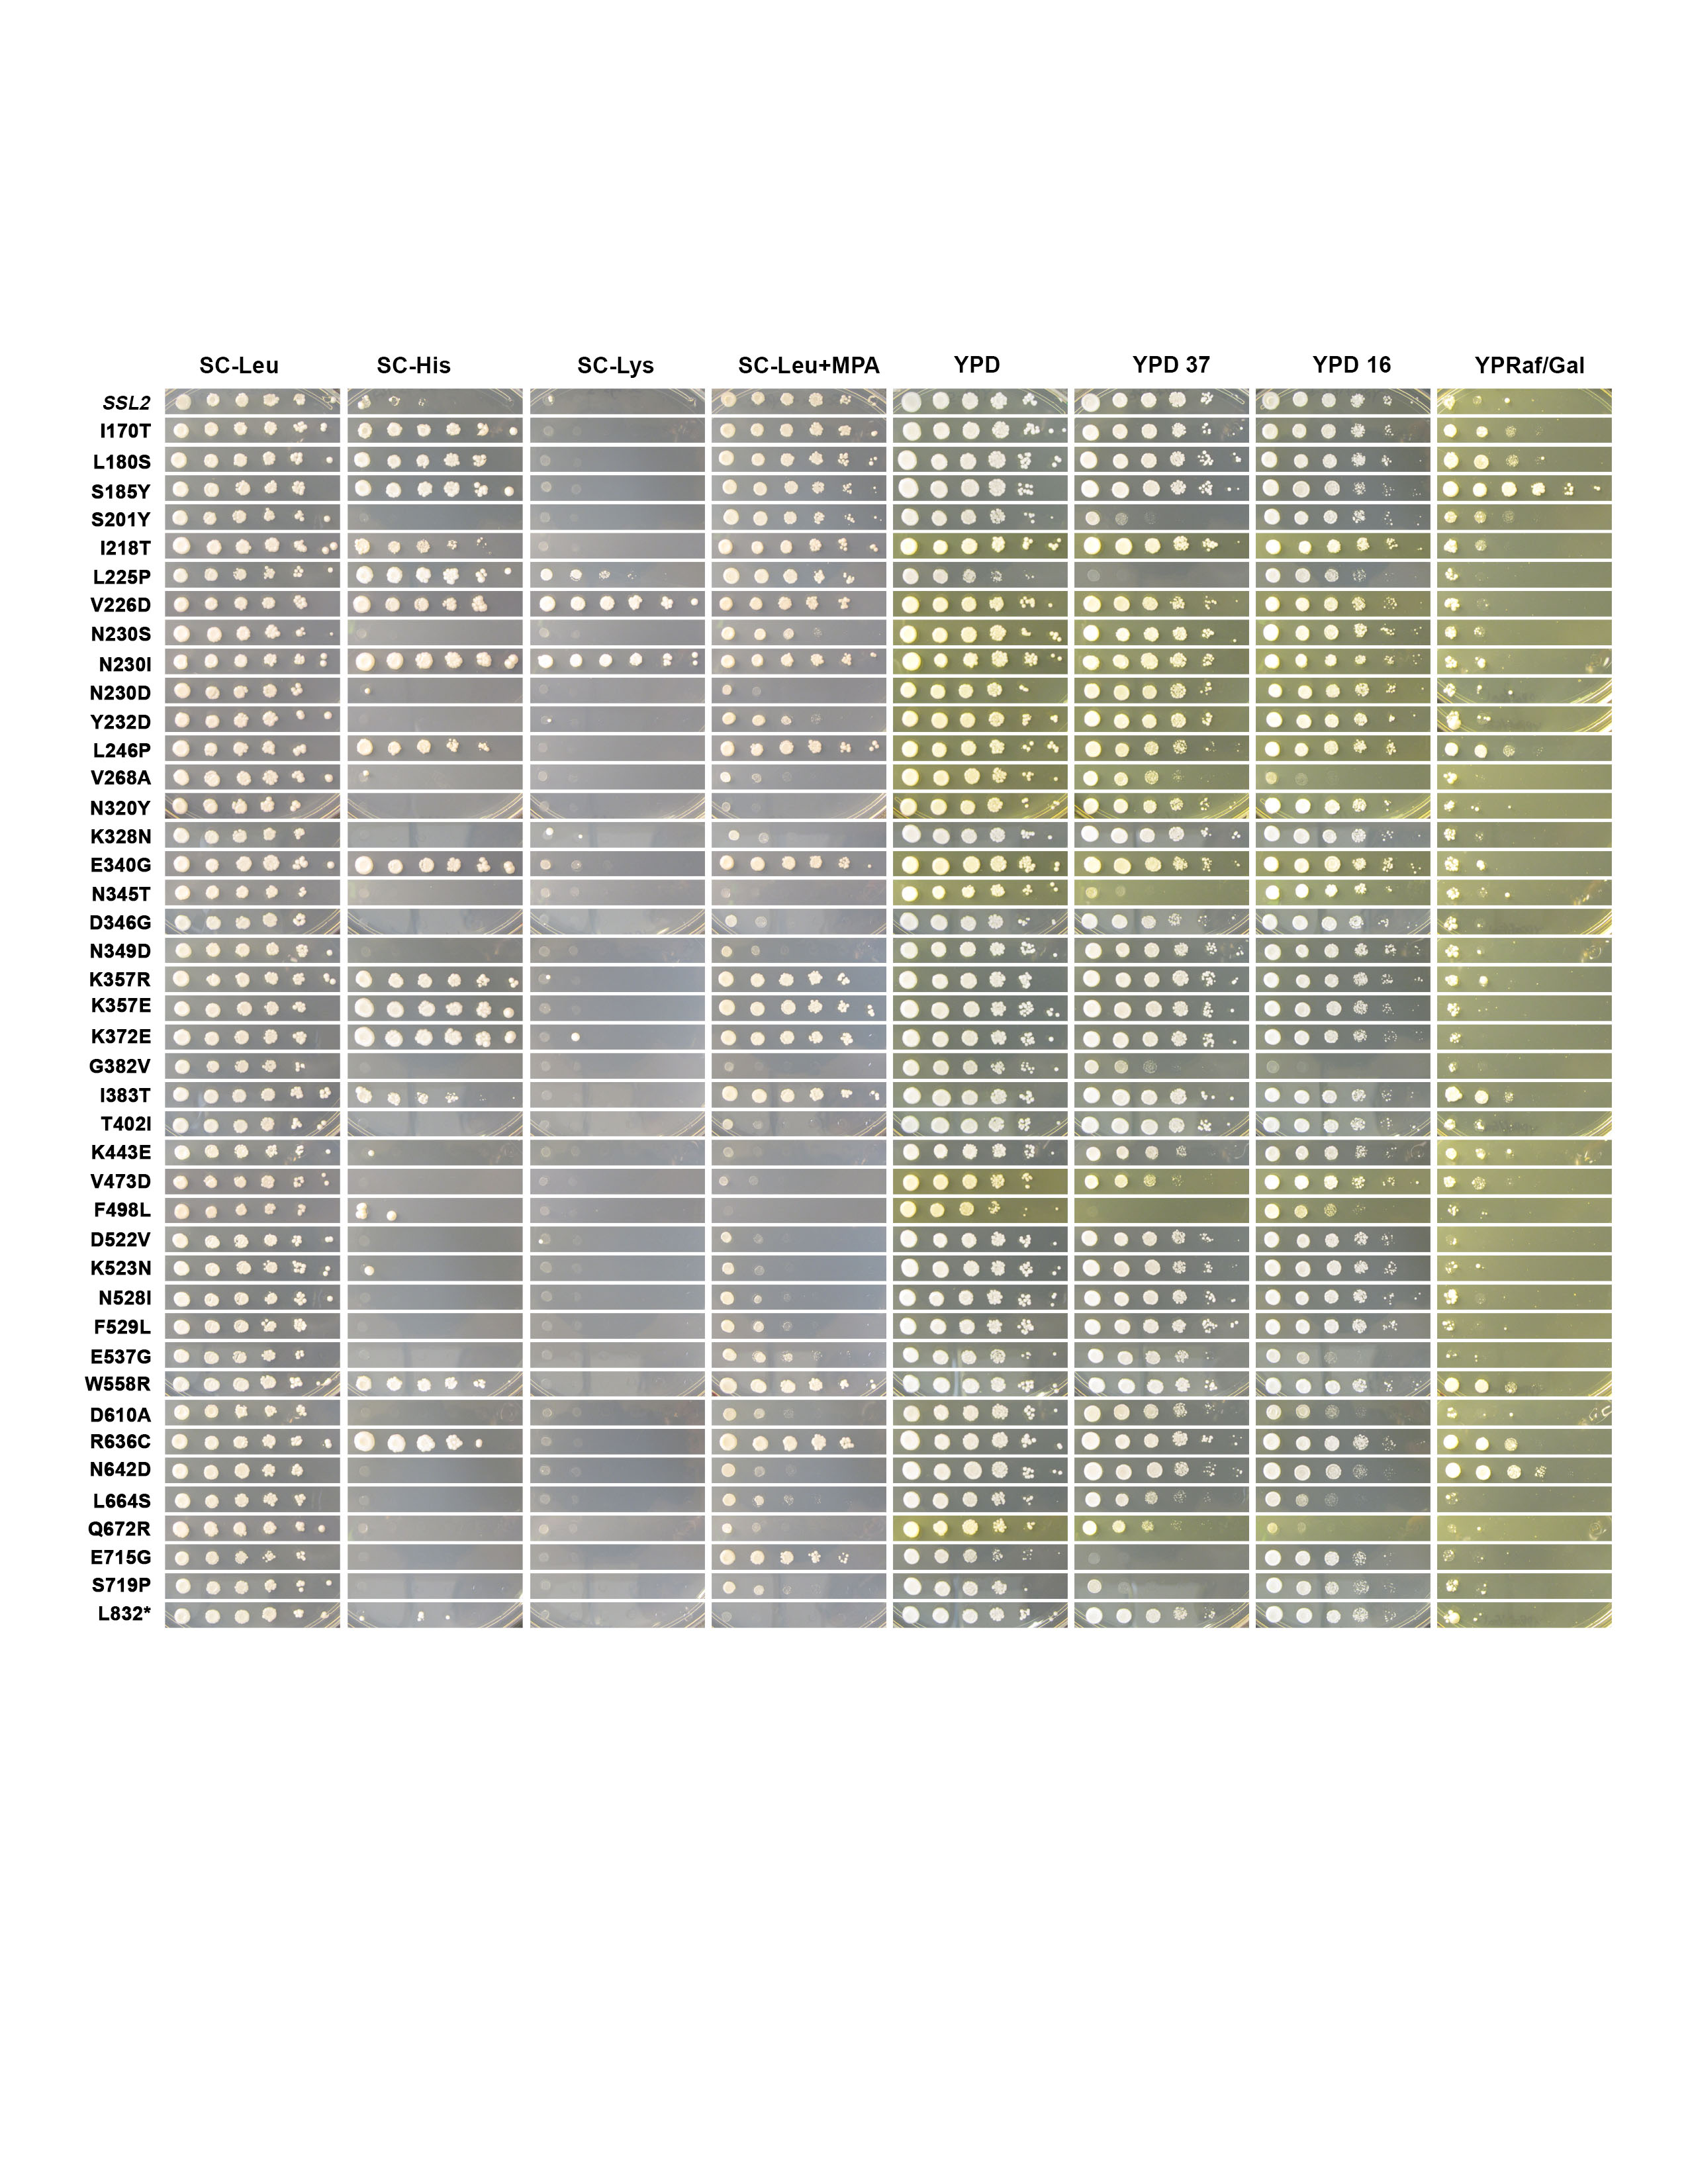 SC-Leu SC-His SC-Lys SC-Leu+MPA YPD YPD 37 YPD 16 YPRaf/Gal
SSL2
I170T
L180S
S185Y
S201Y
I218T
L225P
V226D
N230S
N230I
N230D
Y232D
L246P
V268A
N320Y
K328N
E340G
N345T
D346G
N349D
K357R
K357E
K372E
G382V
I383T
T402I
K443E
V473D
F498L
D522V
K523N
N528I
F529L
E537G
W558R
D610A
R636C
N642D
L664S
Q672R
E715G
S719P
L832*